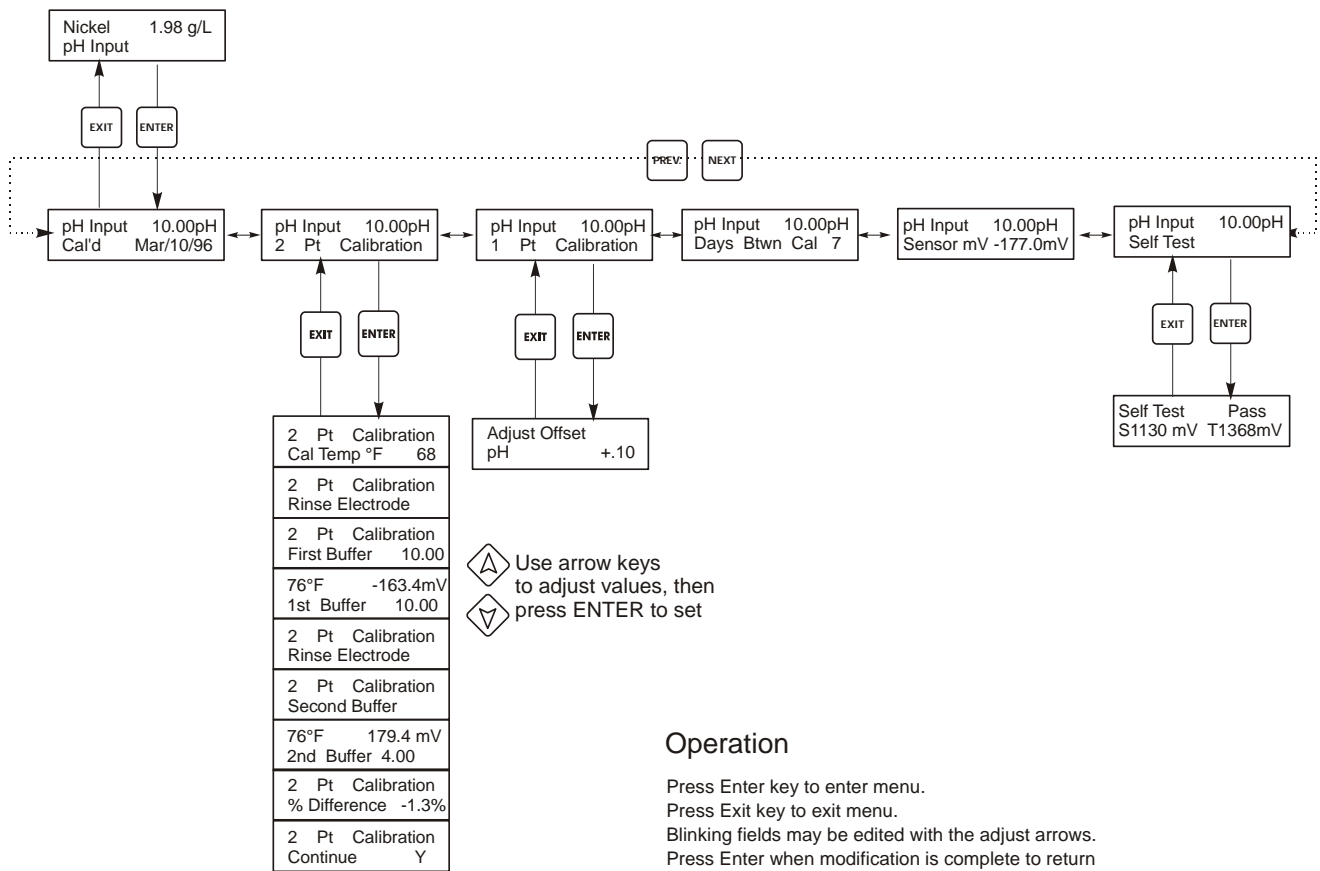 Nickel 1.98 g/L
pH Input
EXIT
ENTER
PREV.
NEXT
pH Input 10.00pH
Cal'd Mar/10/96
pH Input 10.00pH
2 Pt Calibration
pH Input 10.00pH
1 Pt Calibration
pH Input 10.00pH
Days Btwn Cal 7
pH Input 10.00pH
Sensor mV -177.0mV
pH Input 10.00pH
Self Test
EXIT
ENTER
EXIT
ENTER
EXIT
ENTER
2 Pt Calibration
Cal Temp °F 68
2 Pt Calibration
Rinse Electrode
2 Pt Calibration
First Buffer 10.00
76°F -163.4mV
1st Buffer 10.00
2 Pt Calibration
Rinse Electrode
2 Pt Calibration
Second Buffer
76°F 179.4 mV
2nd Buffer 4.00
2 Pt Calibration
% Difference -1.3%
2 Pt Calibration
Continue Y
Adjust Offset
pH +.10
Self Test Pass
S1130 mV T1368mV
Use arrow keys
to adjust values, then
press ENTER to set
Operation
Press Enter key to enter menu.
Press Exit key to exit menu.
Blinking fields may be edited with the adjust arrows.
Press Enter when modification is complete to return